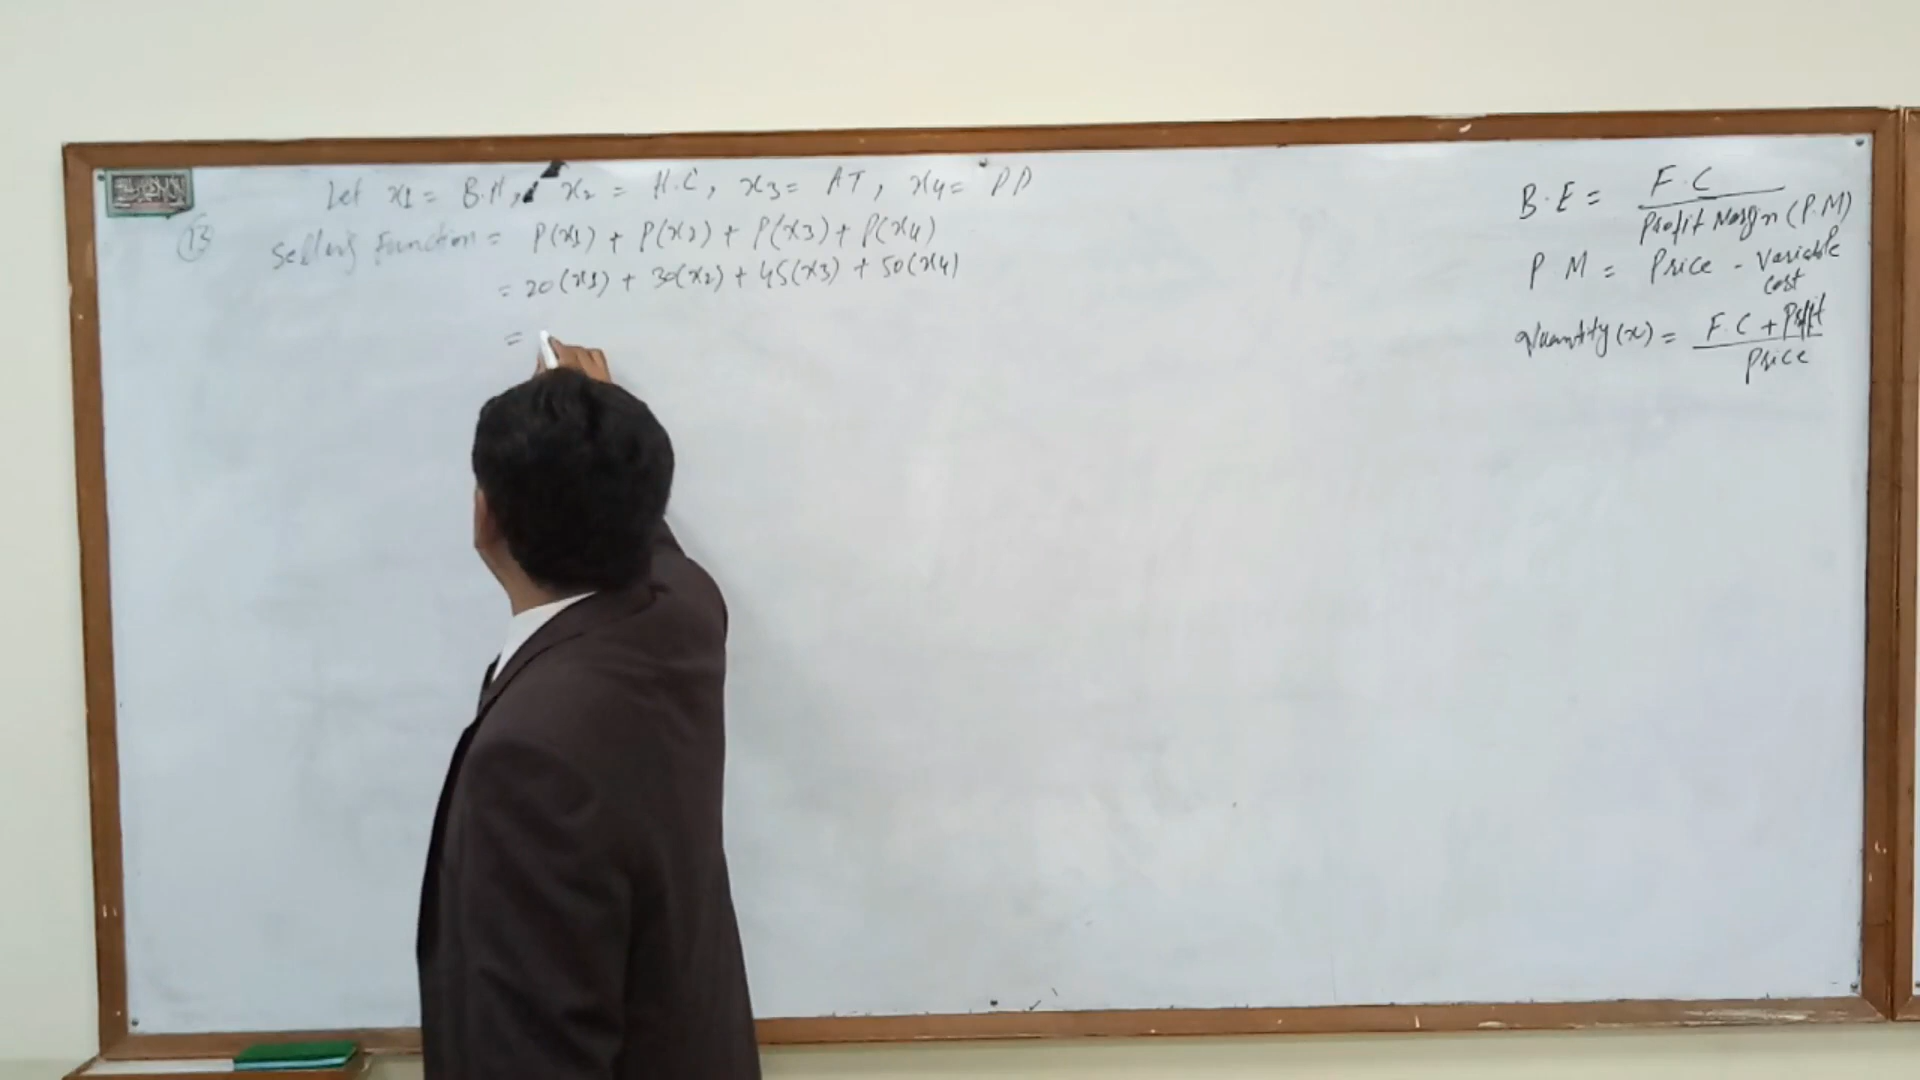 Let x1 = B.H, x2 = H.C, x3 = AT, x4 = PP
15
Selling Function = P(x1) + P(x2) + P(x3) + P(x4)
= 20(x1) + 30(x2) + 45(x3) + 50(x4)
=
B.E = F.C / Profit Margin (P.M)
P M = Price - Variable cost
Quantity (x) = F.C + Profit / Price